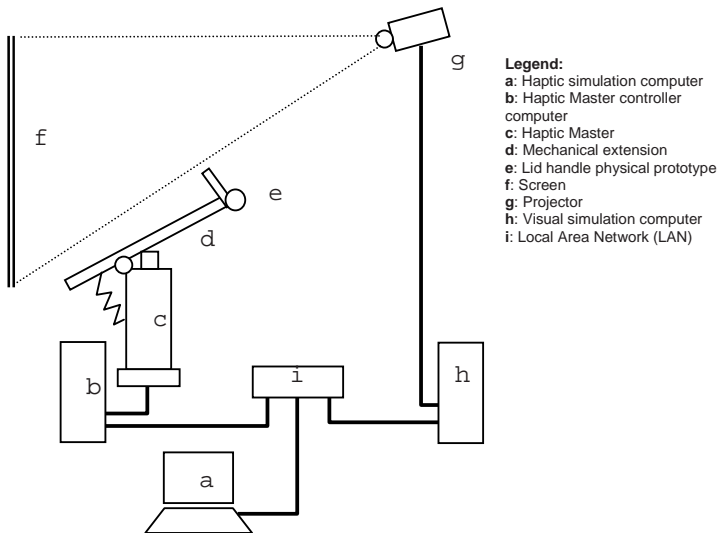 g
f
e
d
c
b
i
h
a
Legend:
a: Haptic simulation computer
b: Haptic Master controller
computer
c: Haptic Master
d: Mechanical extension
e: Lid handle physical prototype
f: Screen
g: Projector
h: Visual simulation computer
i: Local Area Network (LAN)